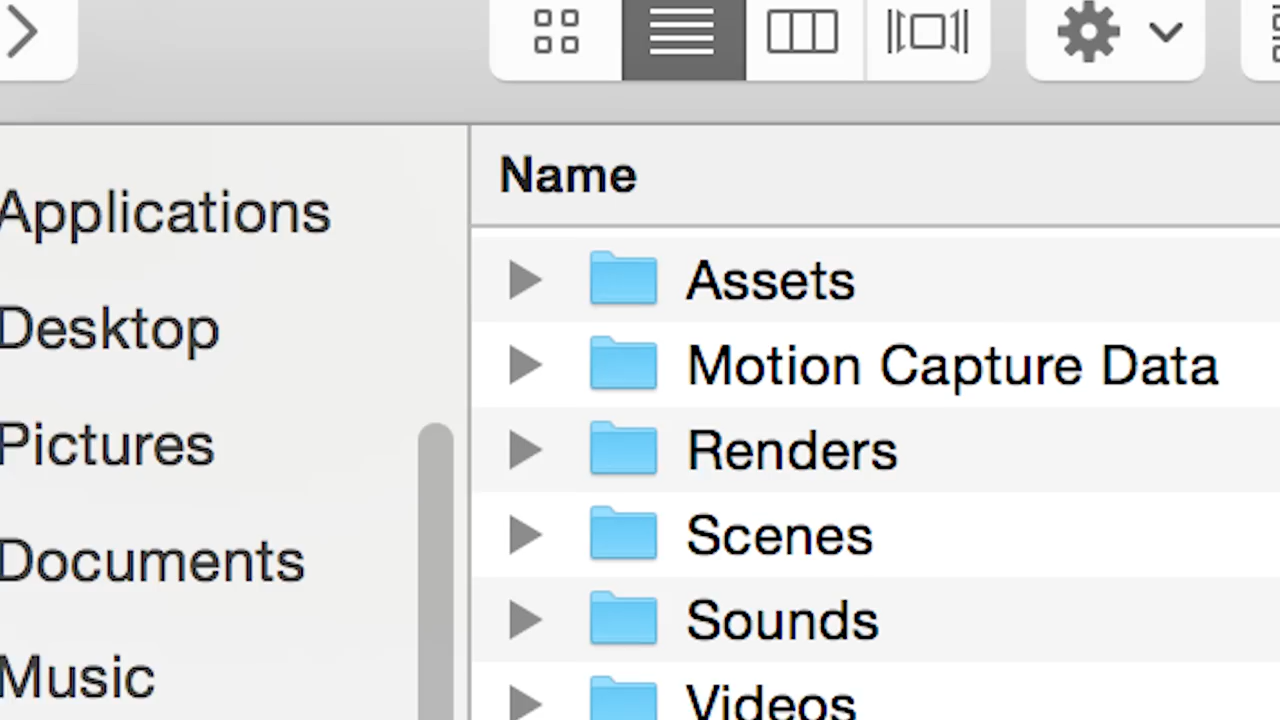 Name
Applications
Desktop
Pictures
Documents
Music
Assets
Motion Capture Data
Renders
Scenes
Sounds
Videos